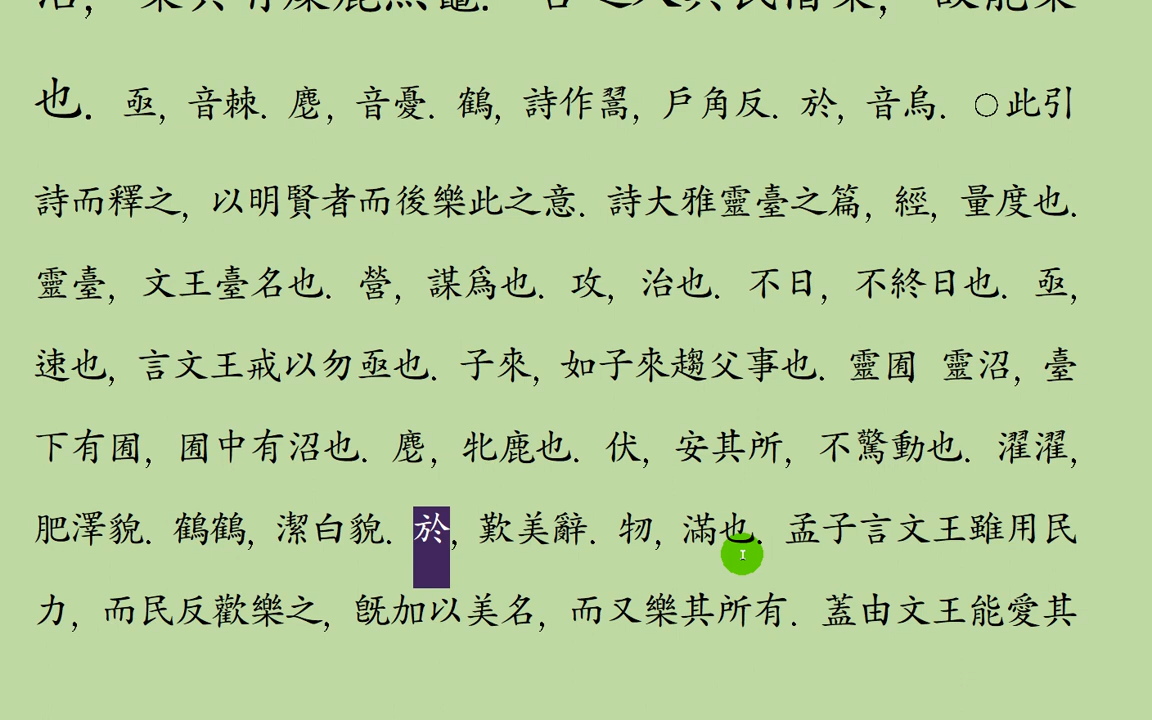 也. 亟, 音棘. 麀, 音憂. 鶴, 詩作翯, 戶角反. 於, 音烏. ○此引
詩而釋之, 以明賢者而後樂此之意. 詩大雅靈臺之篇, 經, 量度也.
靈臺, 文王臺名也. 營, 謀爲也. 攻, 治也. 不日, 不終日也. 亟,
速也, 言文王戒以勿亟也. 子來, 如子來趨父事也. 靈囿 靈沼, 臺
下有囿, 囿中有沼也. 麀, 牝鹿也. 伏, 安其所, 不驚動也. 濯濯,
肥澤貌. 鶴鶴, 潔白貌. 於, 歎美辭. 牣, 滿也. 孟子言文王雖用民
力, 而民反歡樂之, 旣加以美名, 而又樂其所有. 蓋由文王能愛其